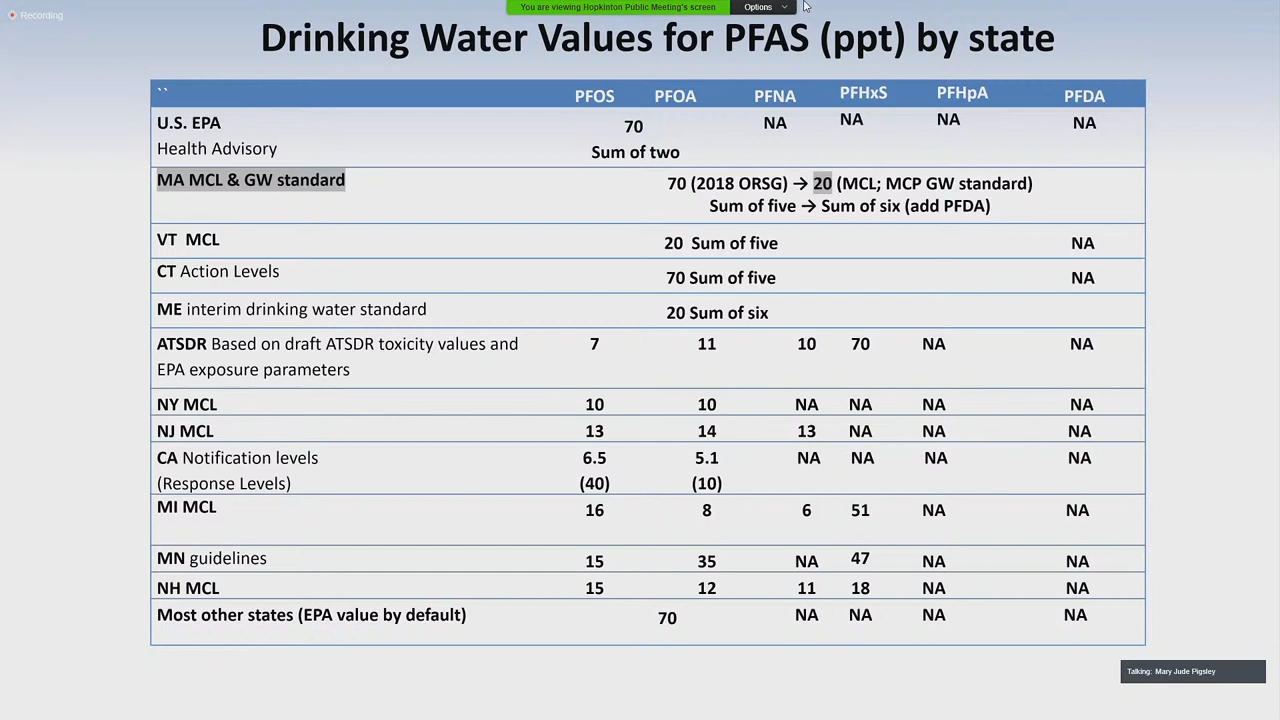 Recording
You are viewing Hopkinton Public Meeting's screen Options
Drinking Water Values for PFAS (ppt) by state
`` PFOS PFOA PFNA PFHxS PFHpA PFDA
U.S. EPA 70 NA NA NA NA
Health Advisory Sum of two
MA MCL & GW standard 70 (2018 ORSG) → 20 (MCL; MCP GW standard)
Sum of five → Sum of six (add PFDA)
VT MCL 20 Sum of five NA
CT Action Levels 70 Sum of five NA
ME interim drinking water standard 20 Sum of six
ATSDR Based on draft ATSDR toxicity values and 7 11 10 70 NA NA
EPA exposure parameters
NY MCL 10 10 NA NA NA NA
NJ MCL 13 14 13 NA NA NA
CA Notification levels 6.5 5.1 NA NA NA NA
(Response Levels) (40) (10)
MI MCL 16 8 6 51 NA NA
MN guidelines 15 35 NA 47 NA NA
NH MCL 15 12 11 18 NA NA
Most other states (EPA value by default) 70 NA NA NA NA
Talking: Mary Jude Pigsley